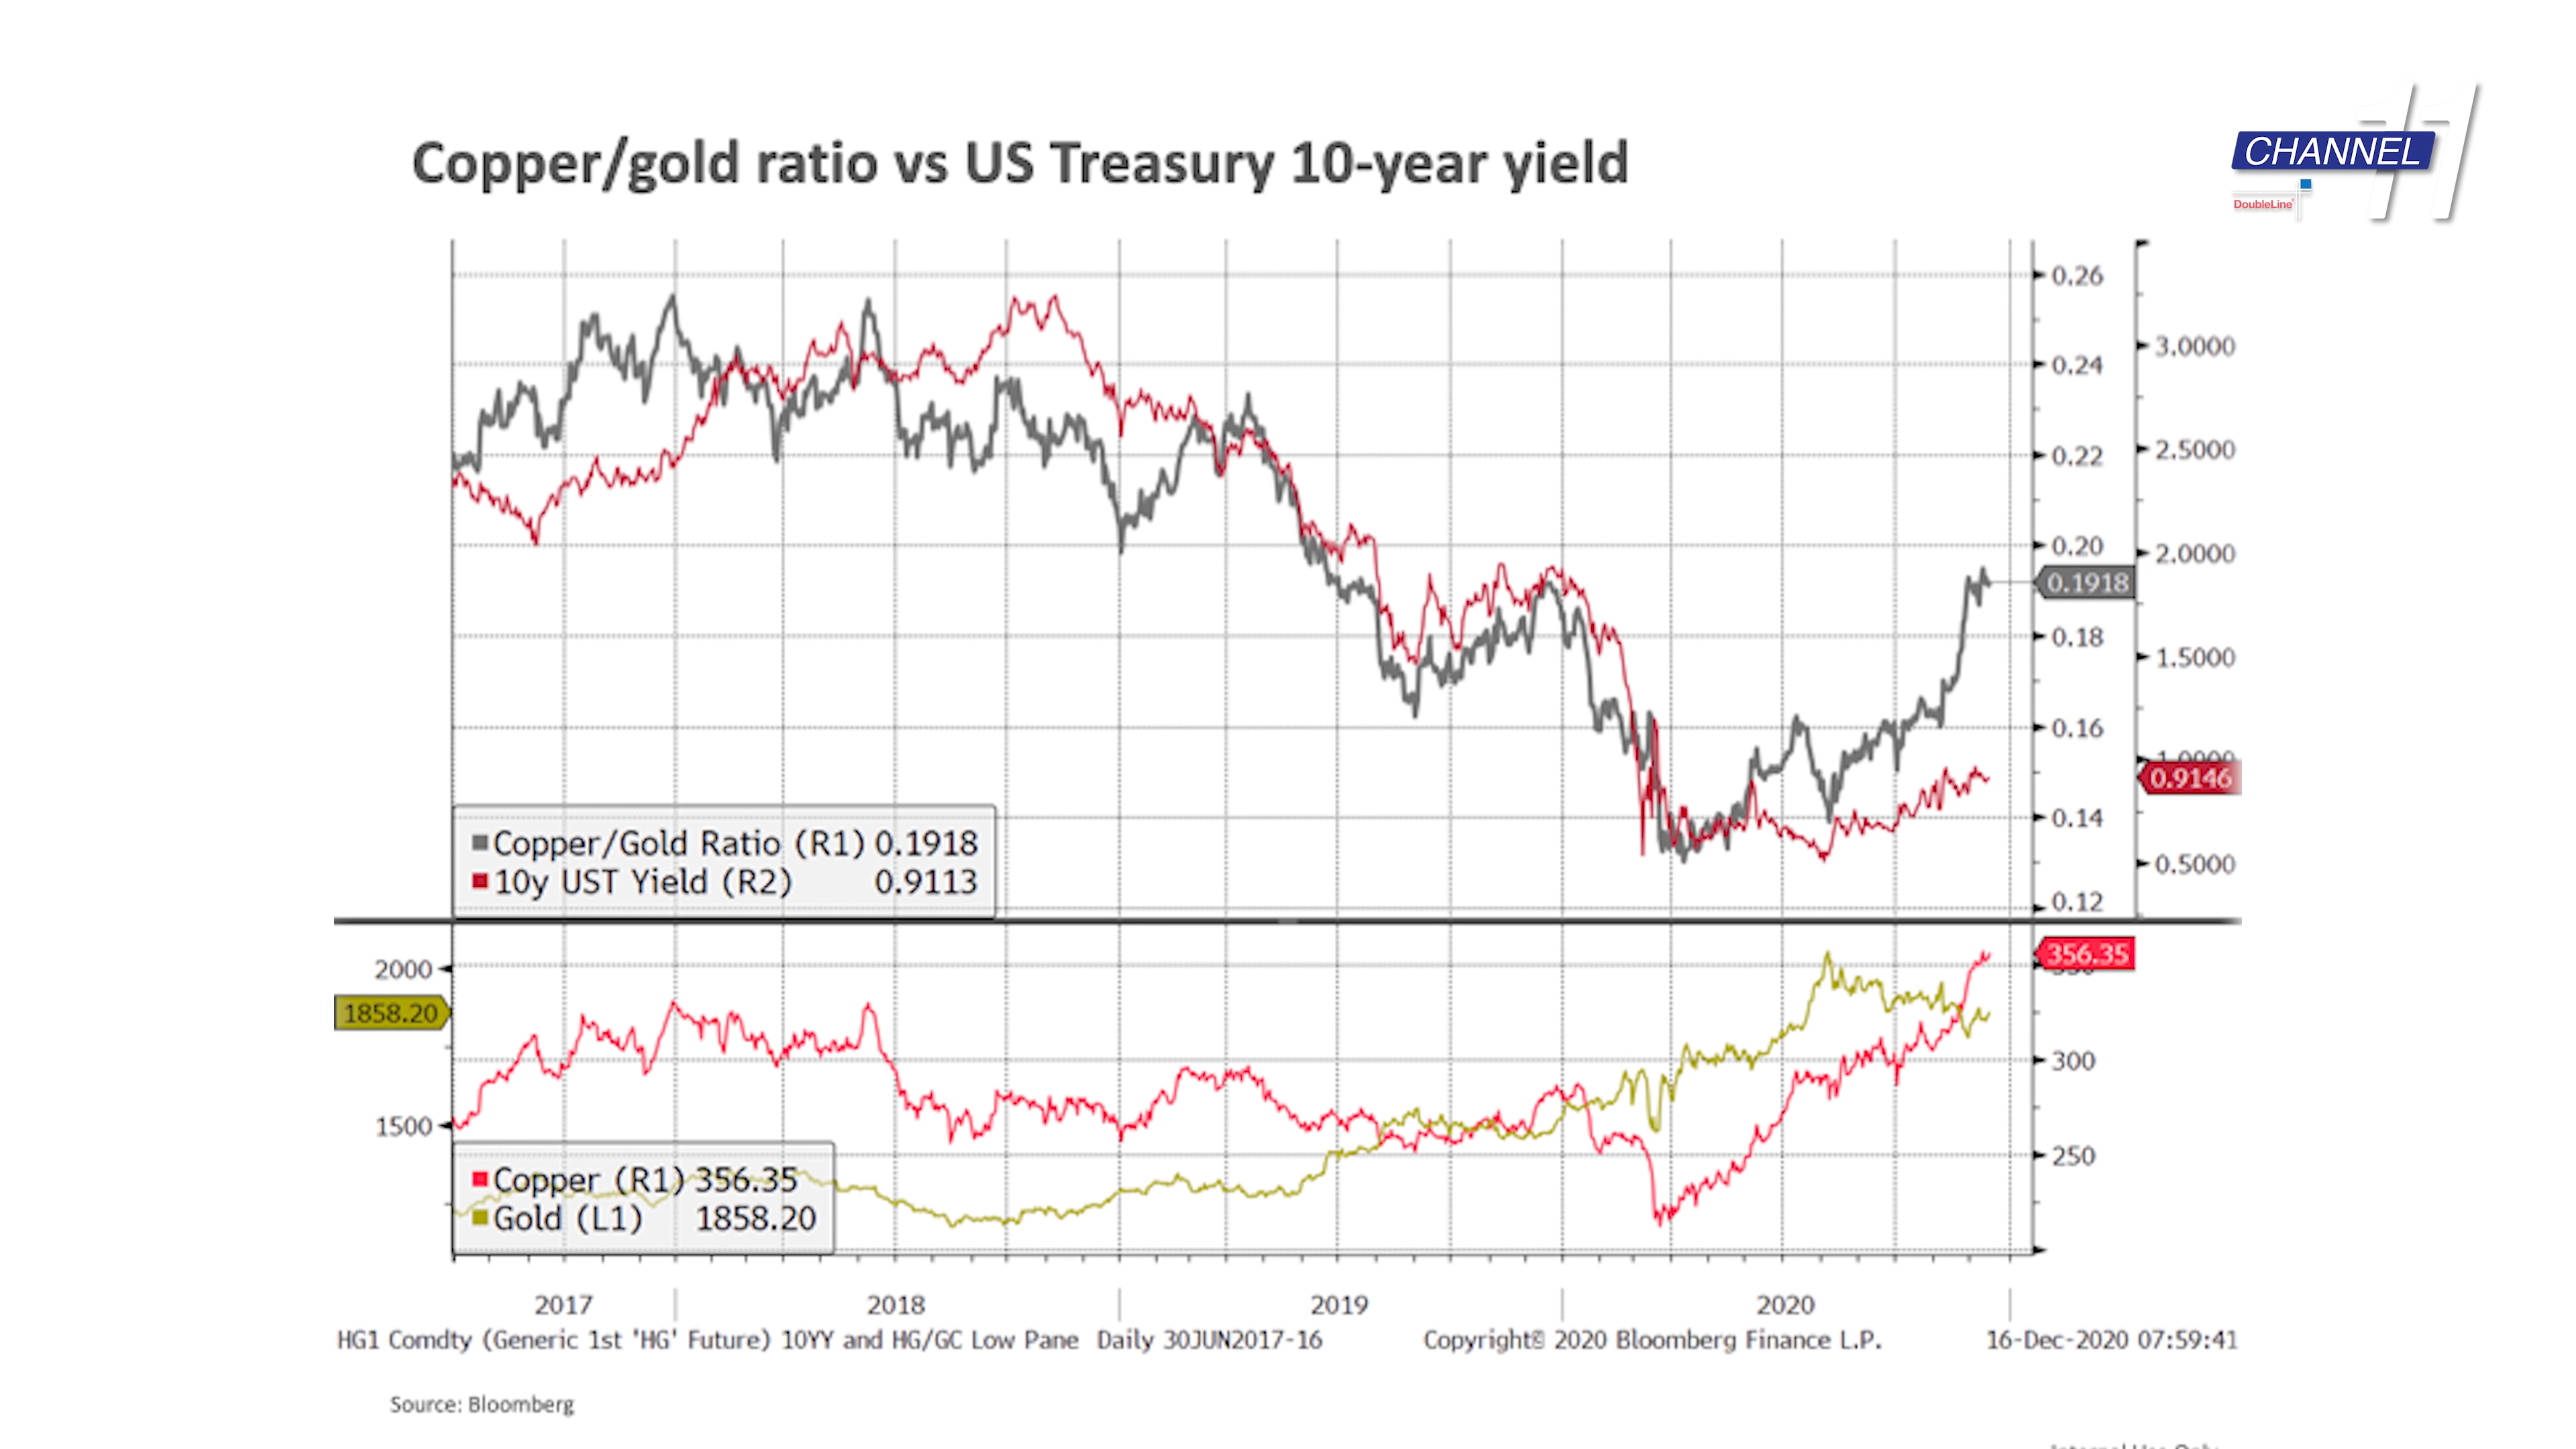 Copper/gold ratio vs US Treasury 10-year yield
CHANNEL 11
DoubleLine®
0.26
0.24
0.22
0.20
0.1918
0.18
0.16
0.14
0.12
3.0000
2.5000
2.0000
1.5000
1.0000
0.9146
0.5000
Copper/Gold Ratio (R1) 0.1918
10y UST Yield (R2) 0.9113
2000
1858.20
1500
356.35
350
300
250
Copper (R1) 356.35
Gold (L1) 1858.20
2017 2018 2019 2020
HG1 Comdty (Generic 1st 'HG' Future) 10YY and HG/GC Low Pane Daily 30JUN2017-16 Copyright© 2020 Bloomberg Finance L.P. 16-Dec-2020 07:59:41
Source: Bloomberg